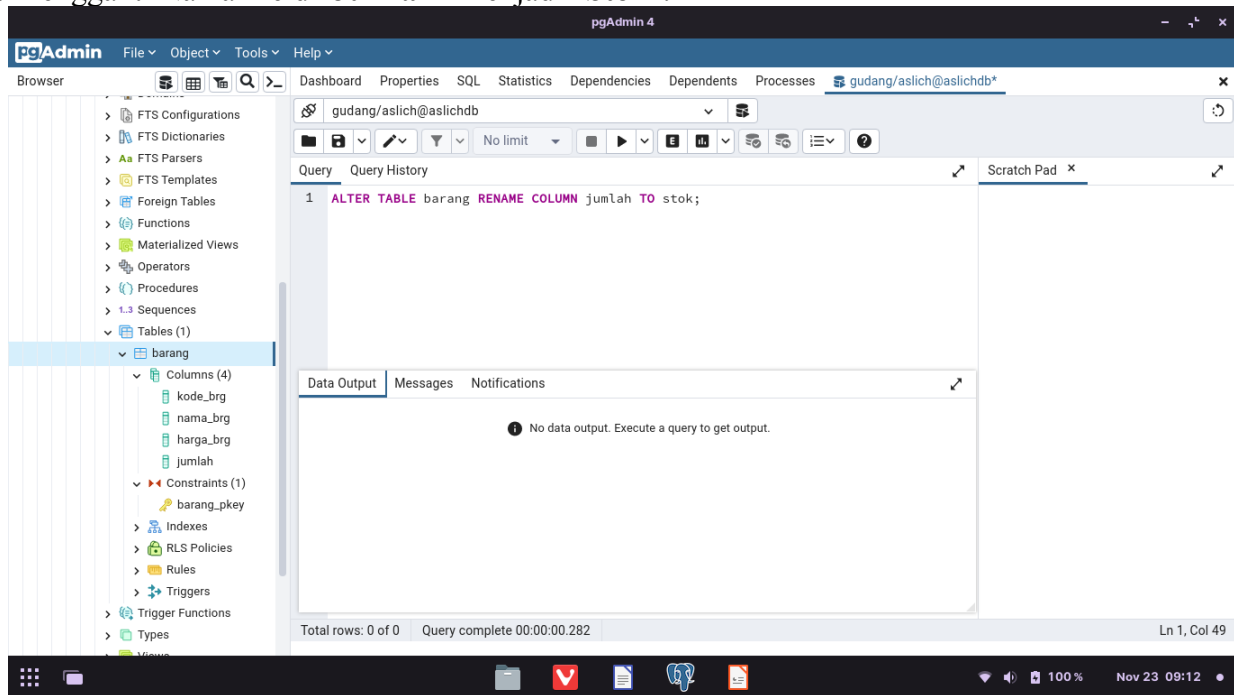 pgAdmin 4
pgAdmin File Object Tools Help
Browser
Dashboard Properties SQL Statistics Dependencies Dependents Processes gudang/aslich@aslichdb*
FTS Configurations
FTS Dictionaries
Aa FTS Parsers
FTS Templates
Foreign Tables
Functions
Materialized Views
Operators
Procedures
1..3 Sequences
Tables (1)
barang
Columns (4)
kode_brg
nama_brg
harga_brg
jumlah
Constraints (1)
barang_pkey
Indexes
RLS Policies
Rules
Triggers
Trigger Functions
Types
gudang/aslich@aslichdb
No limit
Query Query History
Scratch Pad
1 ALTER TABLE barang RENAME COLUMN jumlah TO stok;
Data Output Messages Notifications
No data output. Execute a query to get output.
Total rows: 0 of 0 Query complete 00:00:00.282 Ln 1, Col 49
100 % Nov 23 09:12